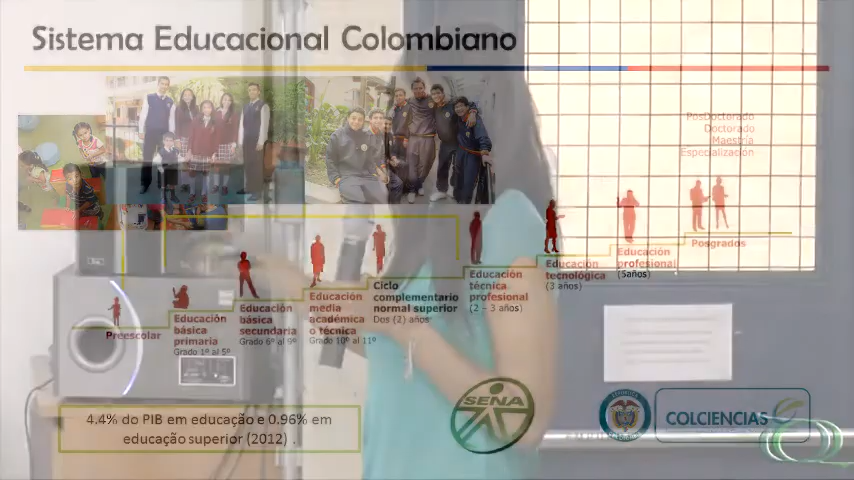 Sistema Educacional Colombiano
PosDoctorado
Doctorado
Maestría
Especialización
Preescolar
Educación
básica
primaria
Grado 1º al 5º
Educación
básica
secundaria
Grado 6º al 9º
Educación
media
académica
o técnica
Grado 10º al 11º
Ciclo
complementario
normal superior
Dos (2) años
Educación
técnica
profesional
(2 - 3 años)
Educación
tecnológica
(3 años)
Educación
profesional
(5años)
Posgrados
4.4% do PIB em educação e 0.96% em
educação superior (2012) .
SENA
COLCIENCIAS